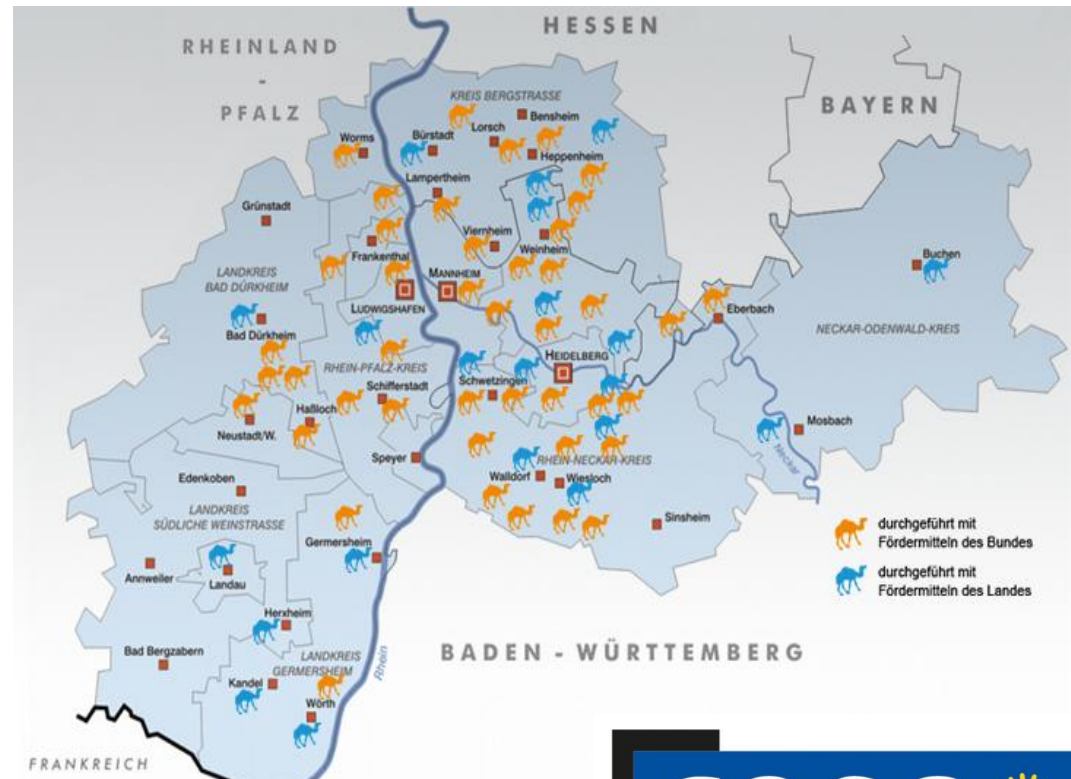 HESSEN
RHEINLAND
-
PFALZ
BAYERN
KREIS BERGSTRASSE
Bensheim
Lorsch
Bürstadt
Worms
Heppenheim
Lampertheim
Grünstadt
Viernheim
Weinheim
Frankenthal
Buchen
LANDKREIS
BAD DÜRKHEIM
MANNHEIM
LUDWIGSHAFEN
Eberbach
Bad Dürkheim
NECKAR-ODENWALD-KREIS
HEIDELBERG
RHEIN-PFALZ-KREIS
Schifferstadt
Schwetzingen
Haßloch
Neustadt/W.
Mosbach
Speyer
Neckar
RHEIN-NECKAR-KREIS
Walldorf
Wiesloch
Edenkoben
LANDKREIS
SÜDLICHE WEINSTRASSE
Sinsheim
Germersheim
durchgeführt mit
Fördermitteln des Bundes
Annweiler
Landau
durchgeführt mit
Fördermitteln des Landes
Herxheim
Bad Bergzabern
LANDKREIS
GERMERSHEIM
Rhein
BADEN - WÜRTTEMBERG
Kandel
Wörth
FRANKREICH